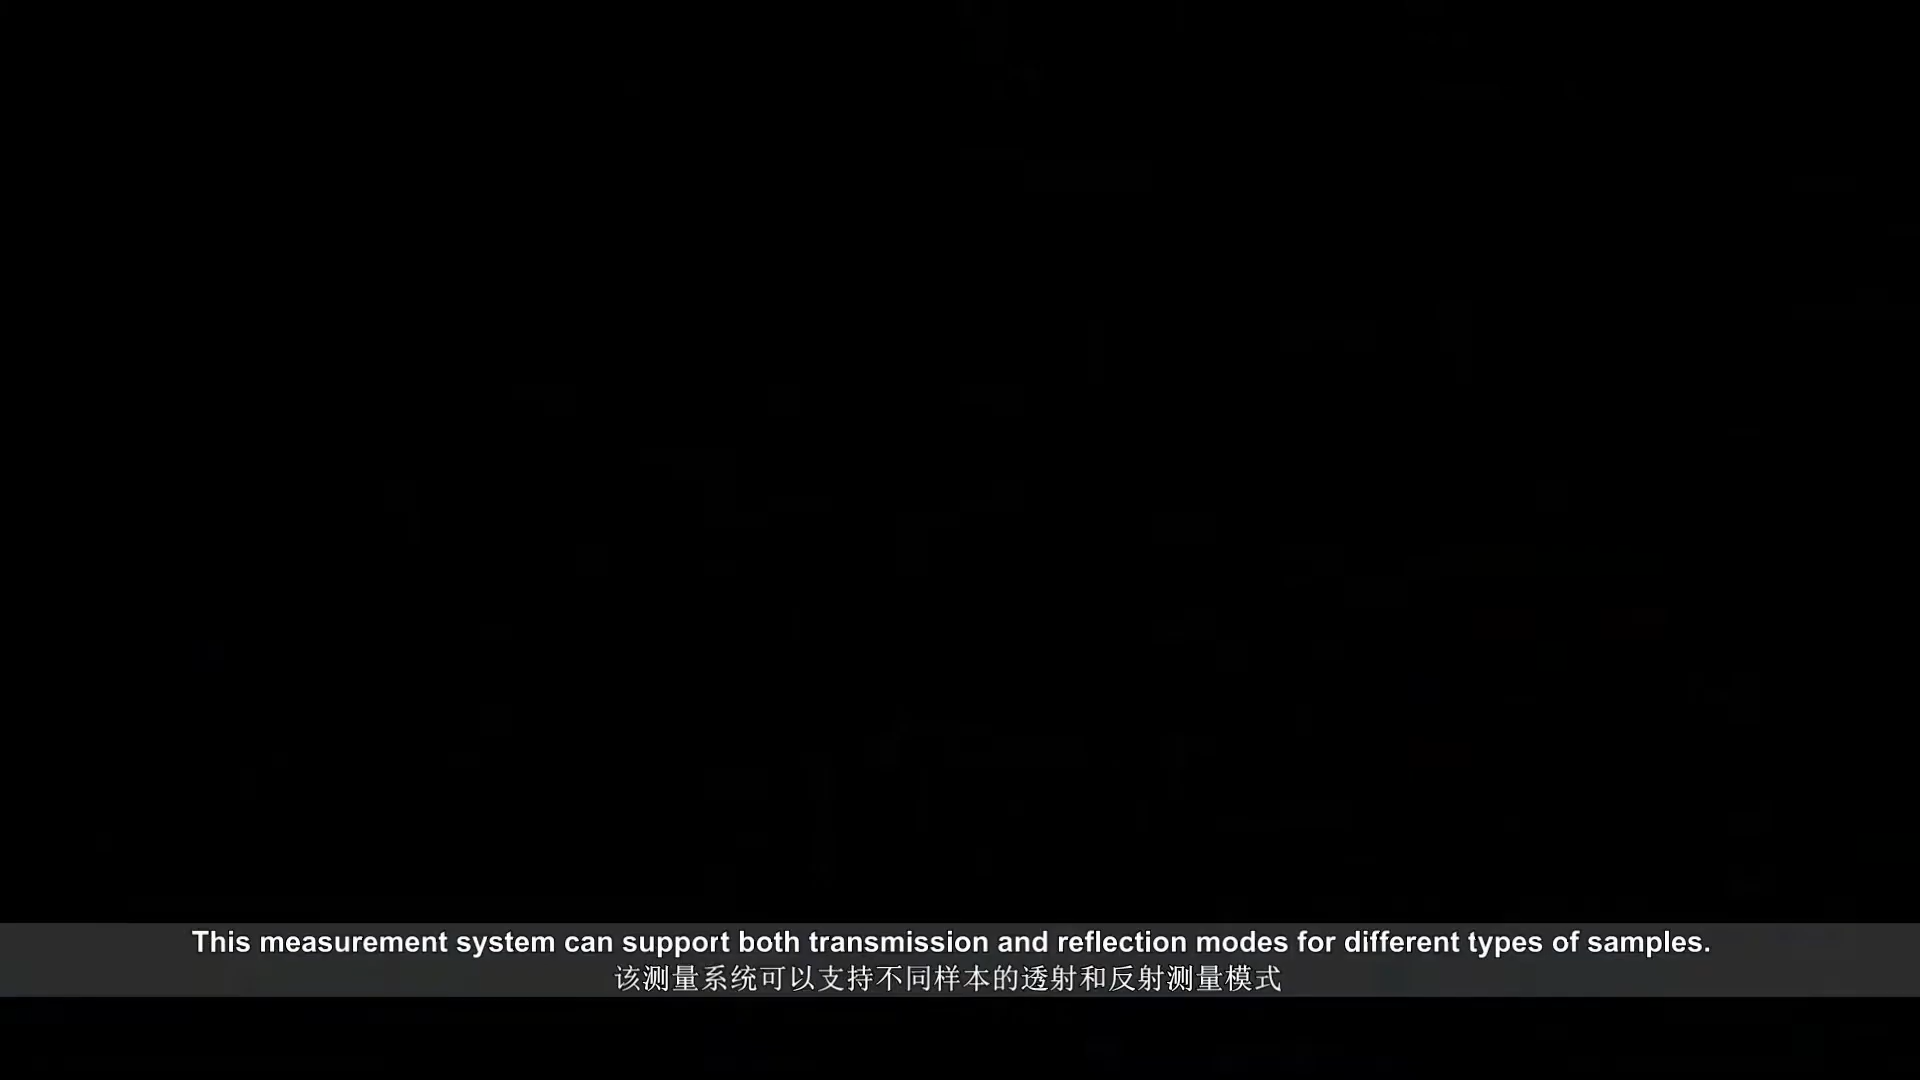 This measurement system can support both transmission and reflection modes for different types of samples.
该测量系统可以支持不同样本的透射和反射测量模式